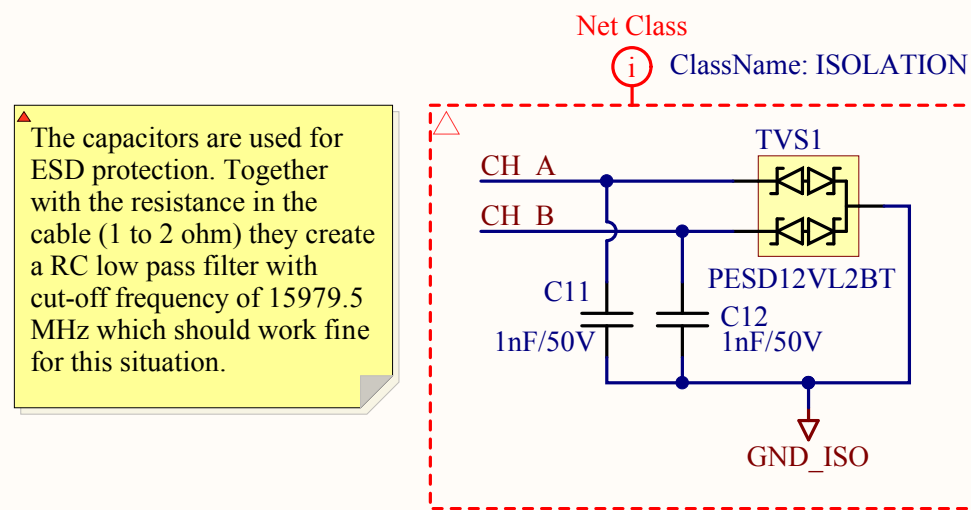 Net Class
i
ClassName: ISOLATION
The capacitors are used for
ESD protection. Together
with the resistance in the
cable (1 to 2 ohm) they create
a RC low pass filter with
cut-off frequency of 15979.5
MHz which should work fine
for this situation.
TVS1
CH_A
CH_B
PESD12VL2BT
C11
1nF/50V
C12
1nF/50V
GND_ISO